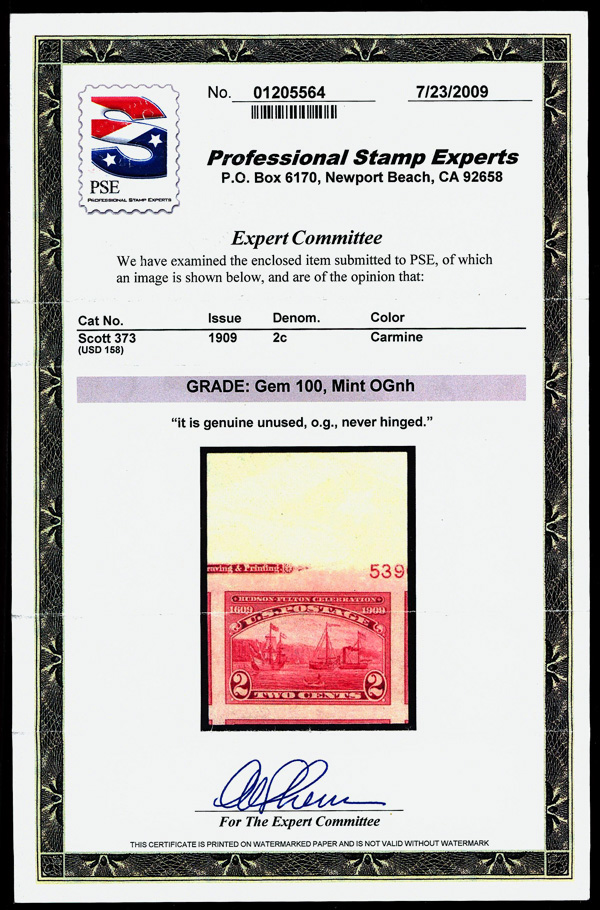 No. 01205564 7/23/2009
PSE
PROFESSIONAL STAMP EXPERTS
Professional Stamp Experts
P.O. Box 6170, Newport Beach, CA 92658
Expert Committee
We have examined the enclosed item submitted to PSE, of which
an image is shown below, and are of the opinion that:
Cat No. Issue Denom. Color
Scott 373 1909 2c Carmine
(USD 158)
GRADE: Gem 100, Mint OGnh
“it is genuine unused, o.g., never hinged.”
raving & Printing. 539
HUDSON-FULTON CELEBRATION
1609 U.S. POSTAGE 1909
2 TWO CENTS 2
For The Expert Committee
THIS CERTIFICATE IS PRINTED ON WATERMARKED PAPER AND IS NOT VALID WITHOUT WATERMARK